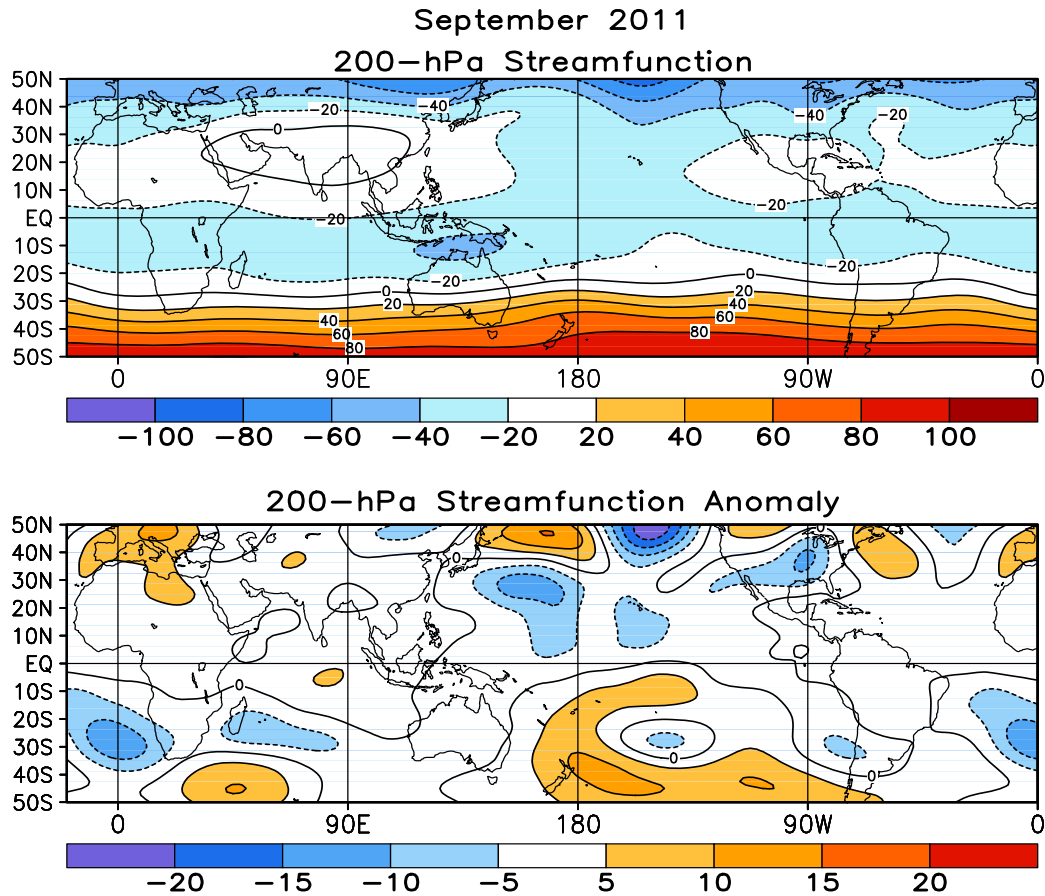 September 2011
200-hPa Streamfunction
50N
40N
30N
20N
10N
EQ
10S
20S
30S
40S
50S
-20
-40
-40
-20
0
-20
-20
-20
-20
0
0
20
20
40
40
60
60
80
80
0 90E 180 90W 0
-100 -80 -60 -40 -20 20 40 60 80 100
200-hPa Streamfunction Anomaly
50N
40N
30N
20N
10N
EQ
10S
20S
30S
40S
50S
0
0
0
0
0
0 90E 180 90W 0
-20 -15 -10 -5 5 10 15 20